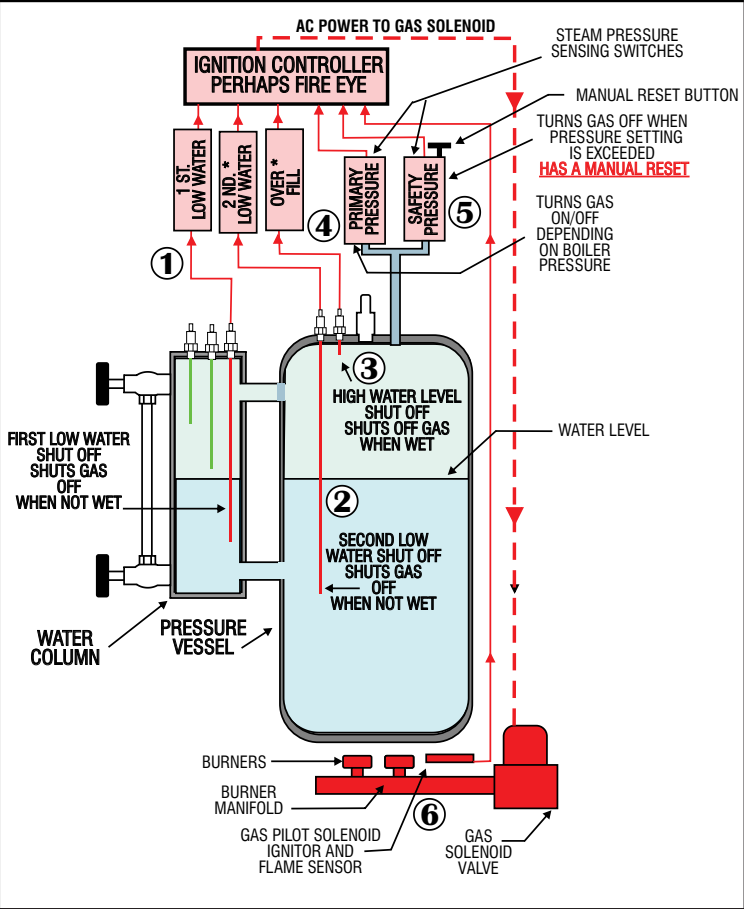 AC POWER TO GAS SOLENOID
STEAM PRESSURE
SENSING SWITCHES
IGNITION CONTROLLER
PERHAPS FIRE EYE
MANUAL RESET BUTTON
TURNS GAS OFF WHEN
PRESSURE SETTING
IS EXCEEDED
HAS A MANUAL RESET
1 ST.
LOW WATER
2 ND. *
LOW WATER
OVER *
FILL
4
PRIMARY
PRESSURE
SAFETY
PRESSURE
5
TURNS GAS
ON/OFF
DEPENDING
ON BOILER
PRESSURE
1
3
HIGH WATER LEVEL
SHUT OFF
SHUTS OFF GAS
WHEN WET
WATER LEVEL
FIRST LOW WATER
SHUT OFF
SHUTS GAS
OFF
WHEN NOT WET
2
SECOND LOW
WATER SHUT OFF
SHUTS GAS
OFF
WHEN NOT WET
WATER
COLUMN
PRESSURE
VESSEL
BURNERS
BURNER
MANIFOLD
6
GAS PILOT SOLENOID
IGNITOR AND
FLAME SENSOR
GAS
SOLENOID
VALVE